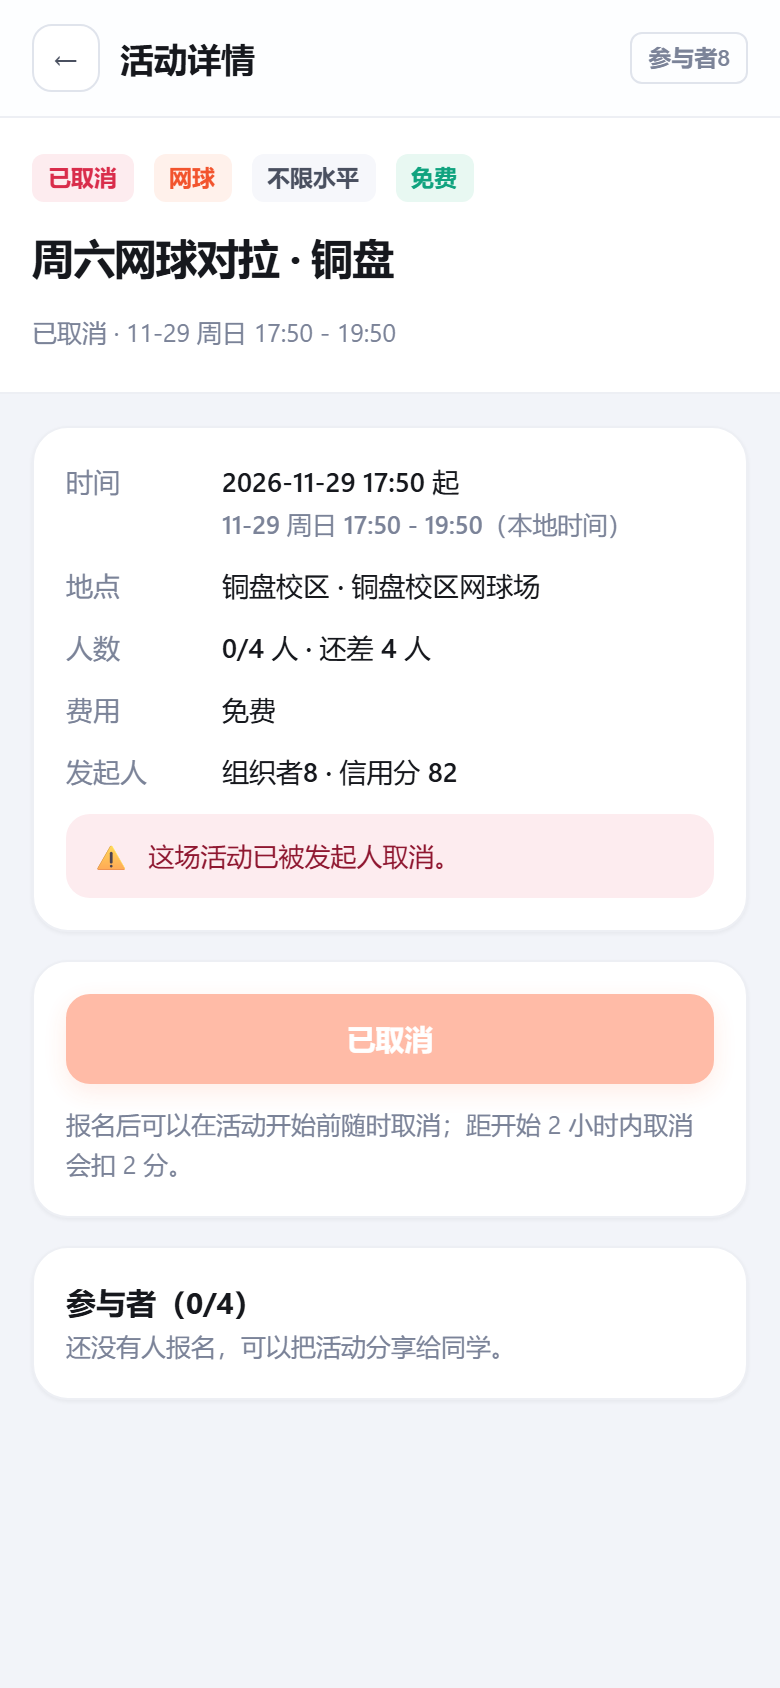 ← 活动详情 参与者8
已取消 网球 不限水平 免费
周六网球对拉 · 铜盘
已取消 · 11-29 周日 17:50 - 19:50
时间 2026-11-29 17:50 起
11-29 周日 17:50 - 19:50（本地时间）
地点 铜盘校区 · 铜盘校区网球场
人数 0/4 人 · 还差 4 人
费用 免费
发起人 组织者8 · 信用分 82
⚠️ 这场活动已被发起人取消。
已取消
报名后可以在活动开始前随时取消；距开始 2 小时内取消
会扣 2 分。
参与者（0/4）
还没有人报名，可以把活动分享给同学。